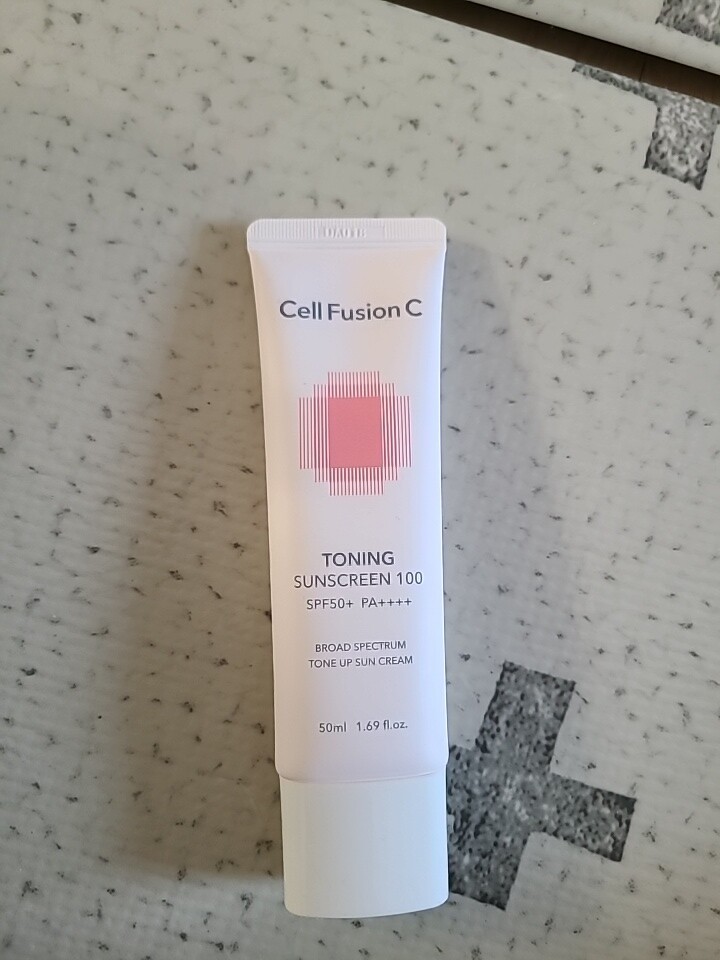 Cell Fusion C
TONING
SUNSCREEN 100
SPF50+ PA++++
BROAD SPECTRUM
TONE UP SUN CREAM
50ml 1.69 fl.oz.